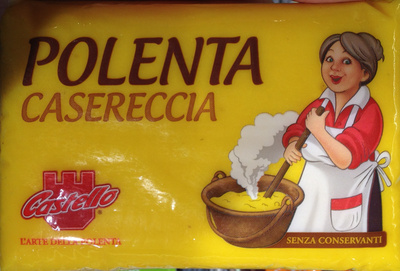 POLENTA
CASERECCIA
Castello
L'ARTE DELLA POLENTA
SENZA CONSERVANTI